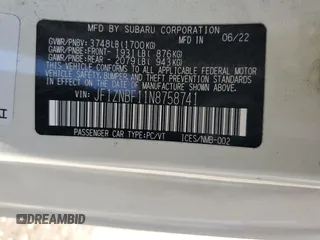 MFD BY SUBARU CORPORATION 06/22
GVWR/PNBV: 3748LB(1700KG)
GAWR/PNBE:FRONT- 1931LB( 876KG)
GAWR/PNBE:REAR - 2079LB( 943KG)
THIS VEHICLE CONFORMS TO ALL APPLICABLE
FEDERAL MOTOR VEHICLE SAFETY, BUMPER, AND
THEFT PREVENTION STANDARDS IN EFFECT ON THE
DATE OF MANUFACTURE SHOWN ABOVE.
VIN: JF1ZNBF11N8758741
PASSENGER CAR TYPE:PC/VT ICES/NMB-002
DREAMBID